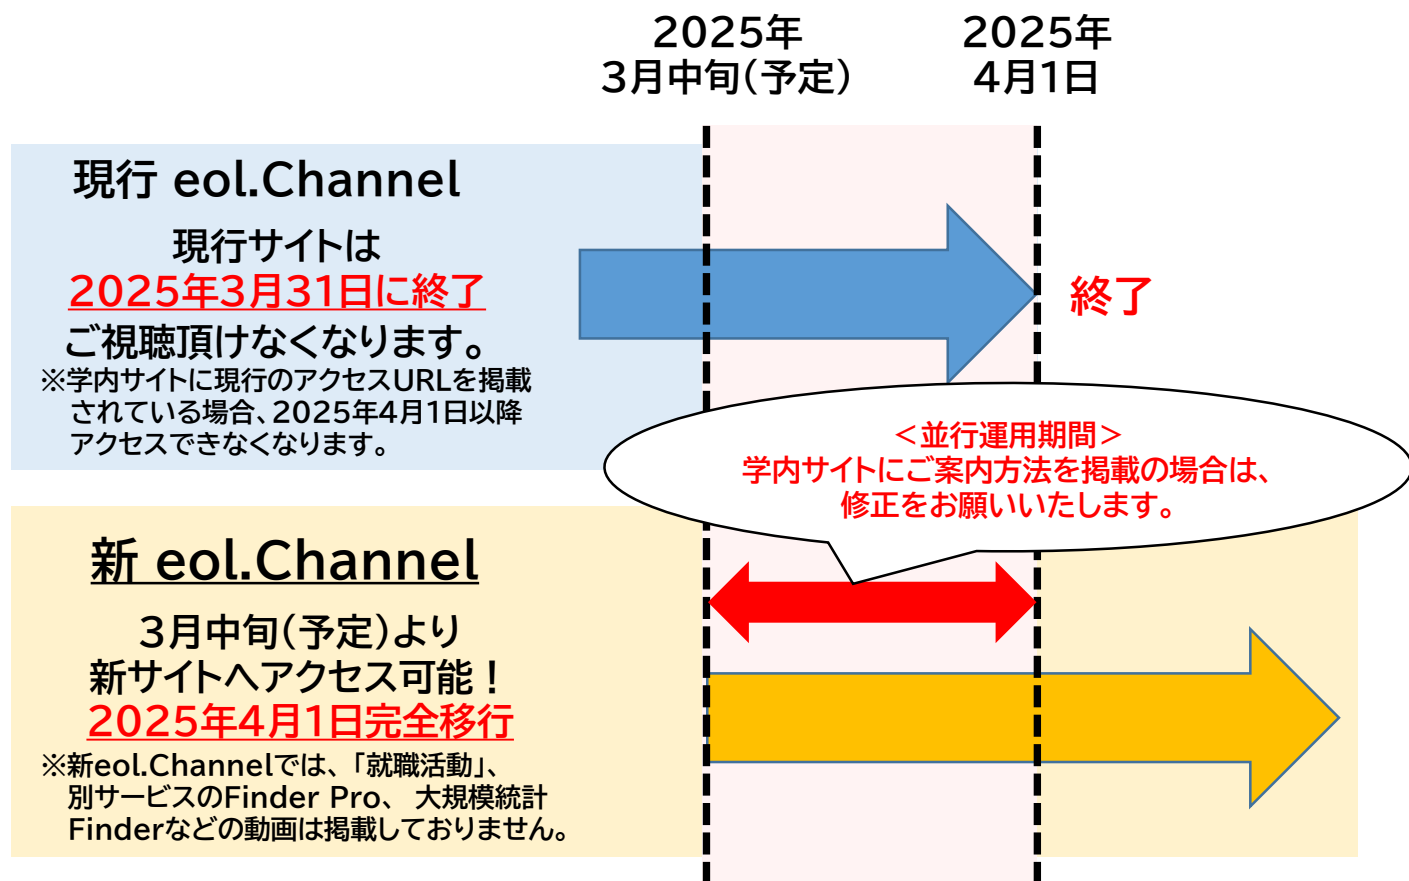 2025年
3月中旬(予定)
2025年
4月1日
現行 eol.Channel
現行サイトは
2025年3月31日に終了
ご視聴頂けなくなります。
※学内サイトに現行のアクセスURLを掲載
されている場合、2025年4月1日以降
アクセスできなくなります。
終了
<並行運用期間>
学内サイトにご案内方法を掲載の場合は、
修正をお願いいたします。
新 eol.Channel
3月中旬(予定)より
新サイトへアクセス可能！
2025年4月1日完全移行
※新eol.Channelでは、「就職活動」、
別サービスのFinder Pro、 大規模統計
Finderなどの動画は掲載しておりません。